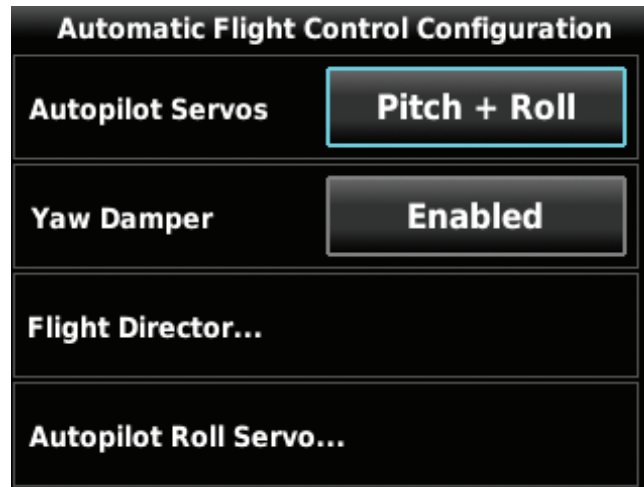 Automatic Flight Control Configuration
Autopilot Servos
Pitch + Roll
Yaw Damper
Enabled
Flight Director...
Autopilot Roll Servo...